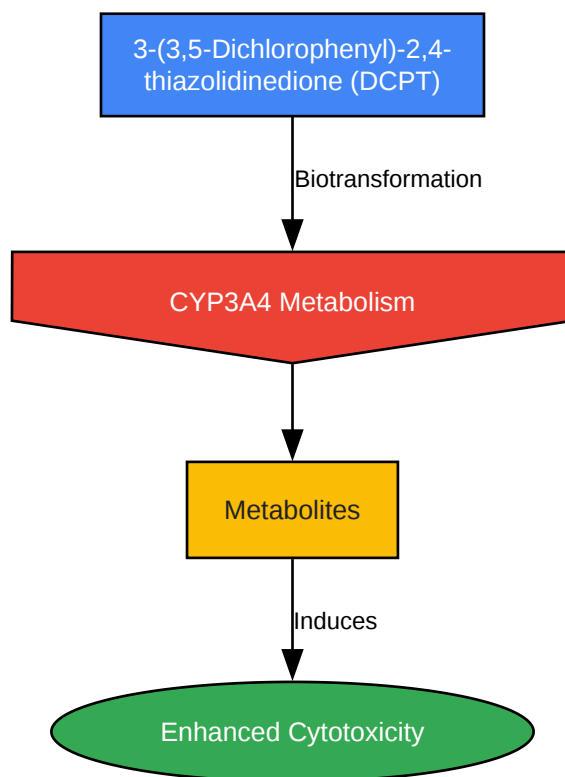 3-(3,5-Dichlorophenyl)-2,4-
thiazolidinedione (DCPT)
Biotransformation
CYP3A4 Metabolism
Metabolites
Induces
Enhanced Cytotoxicity